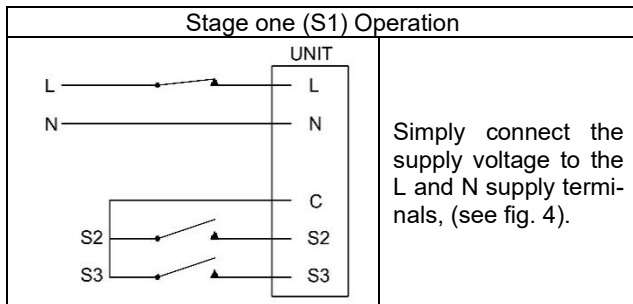 Stage one (S1) Operation
UNIT
L L
N N
C
S2 S2
S3 S3
Simply connect the
supply voltage to the
L and N supply termi-
nals, (see fig. 4).